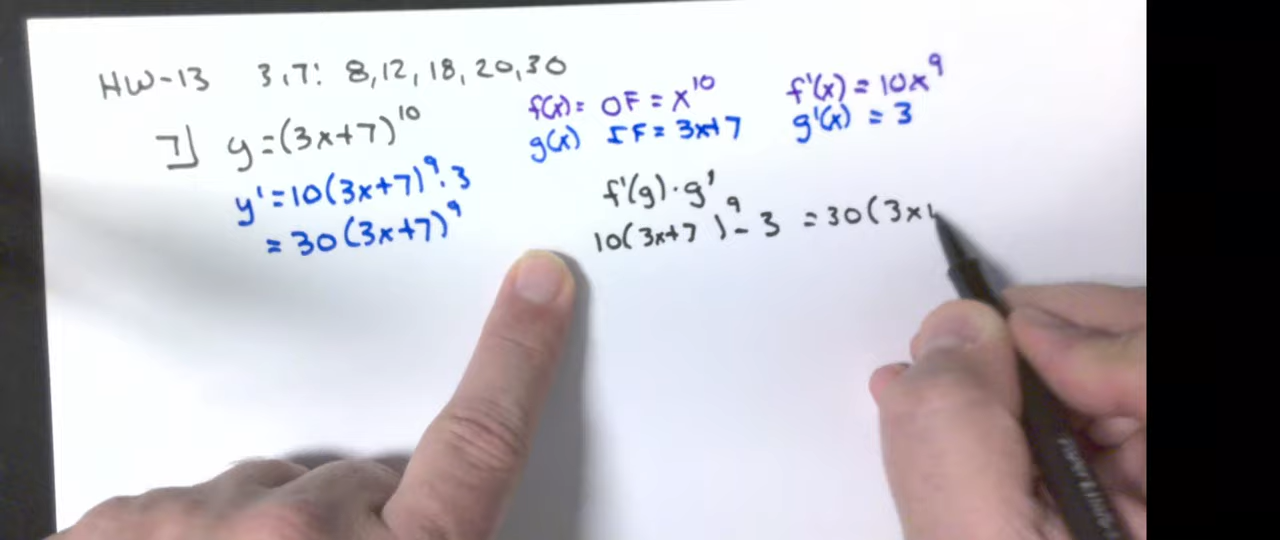 HW-13 3.7: 8,12,18,20,30
7] y=(3x+7)^10
y'=10(3x+7)^9·3
=30(3x+7)^9
f(x)= OF = x^10
g(x) IF = 3x+7
f'(x) = 10x^9
g'(x) = 3
f'(g)·g'
10(3x+7)^9 - 3 = 30(3x